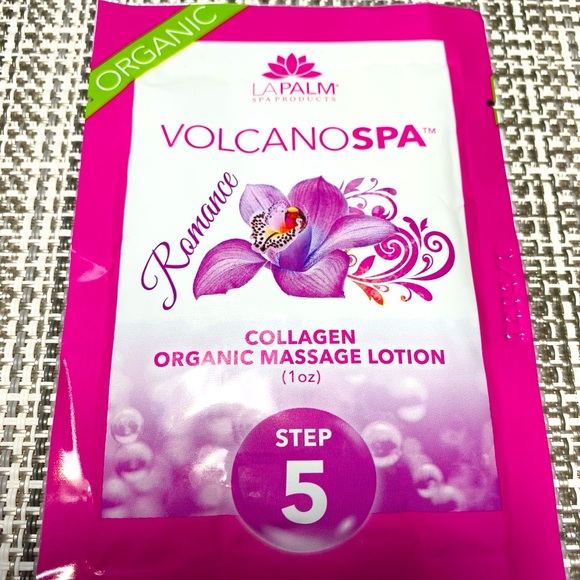 ORGANIC
LAPALM®
SPA PRODUCTS
VOLCANOSPA™
Romance
COLLAGEN
ORGANIC MASSAGE LOTION
(1oz)
STEP
5